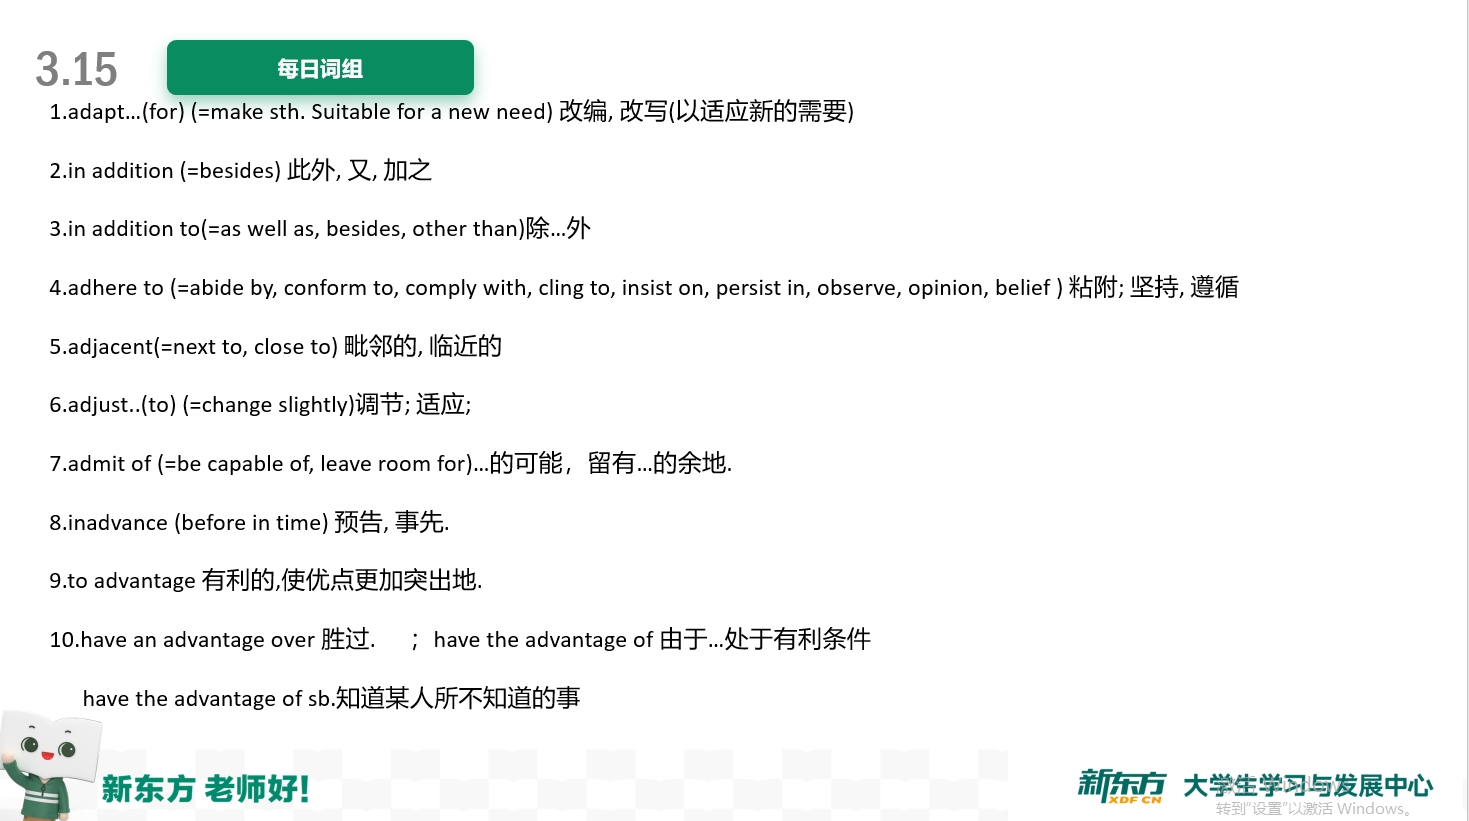 3.15
每日词组
1.adapt...(for) (=make sth. Suitable for a new need) 改编, 改写(以适应新的需要)
2.in addition (=besides) 此外, 又, 加之
3.in addition to(=as well as, besides, other than)除...外
4.adhere to (=abide by, conform to, comply with, cling to, insist on, persist in, observe, opinion, belief ) 粘附; 坚持, 遵循
5.adjacent(=next to, close to) 毗邻的, 临近的
6.adjust..(to) (=change slightly)调节; 适应;
7.admit of (=be capable of, leave room for)...的可能，留有...的余地.
8.inadvance (before in time) 预告, 事先.
9.to advantage 有利的,使优点更加突出地.
10.have an advantage over 胜过. ；have the advantage of 由于...处于有利条件
have the advantage of sb.知道某人所不知道的事
新东方 老师好!
新东方 XDF.CN 大学生学习与发展中心
激活 Windows
转到“设置”以激活 Windows。